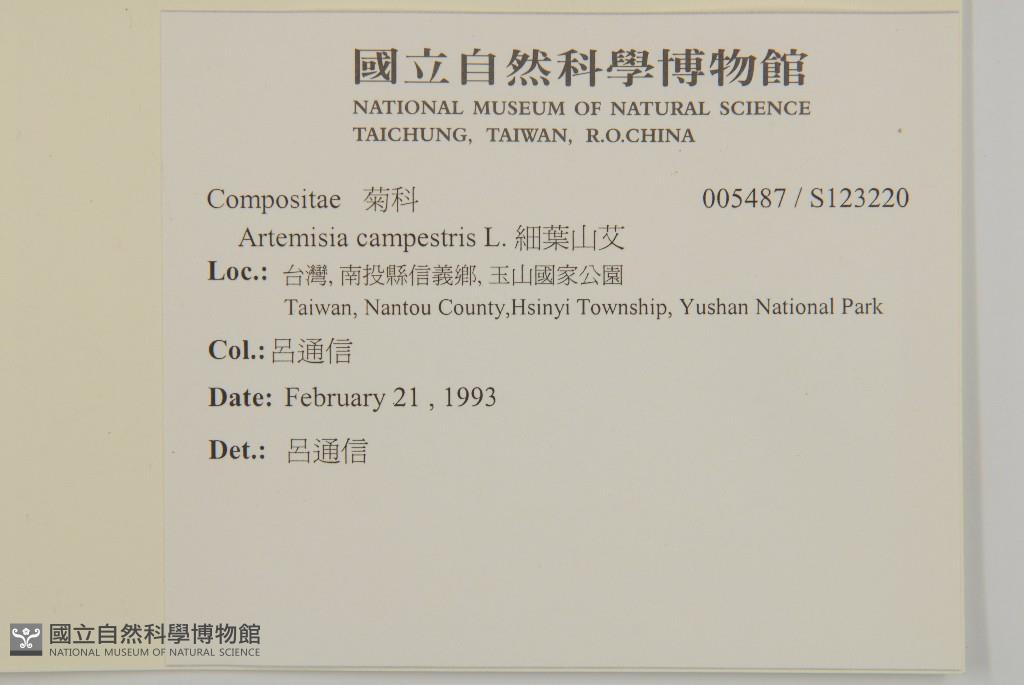 國立自然科學博物館
NATIONAL MUSEUM OF NATURAL SCIENCE
TAICHUNG, TAIWAN, R.O.CHINA
Compositae 菊科 005487 / S123220
Artemisia campestris L. 細葉山艾
Loc.: 台灣, 南投縣信義鄉, 玉山國家公園
Taiwan, Nantou County,Hsinyi Township, Yushan National Park
Col.: 呂通信
Date: February 21 , 1993
Det.: 呂通信
國立自然科學博物館
NATIONAL MUSEUM OF NATURAL SCIENCE